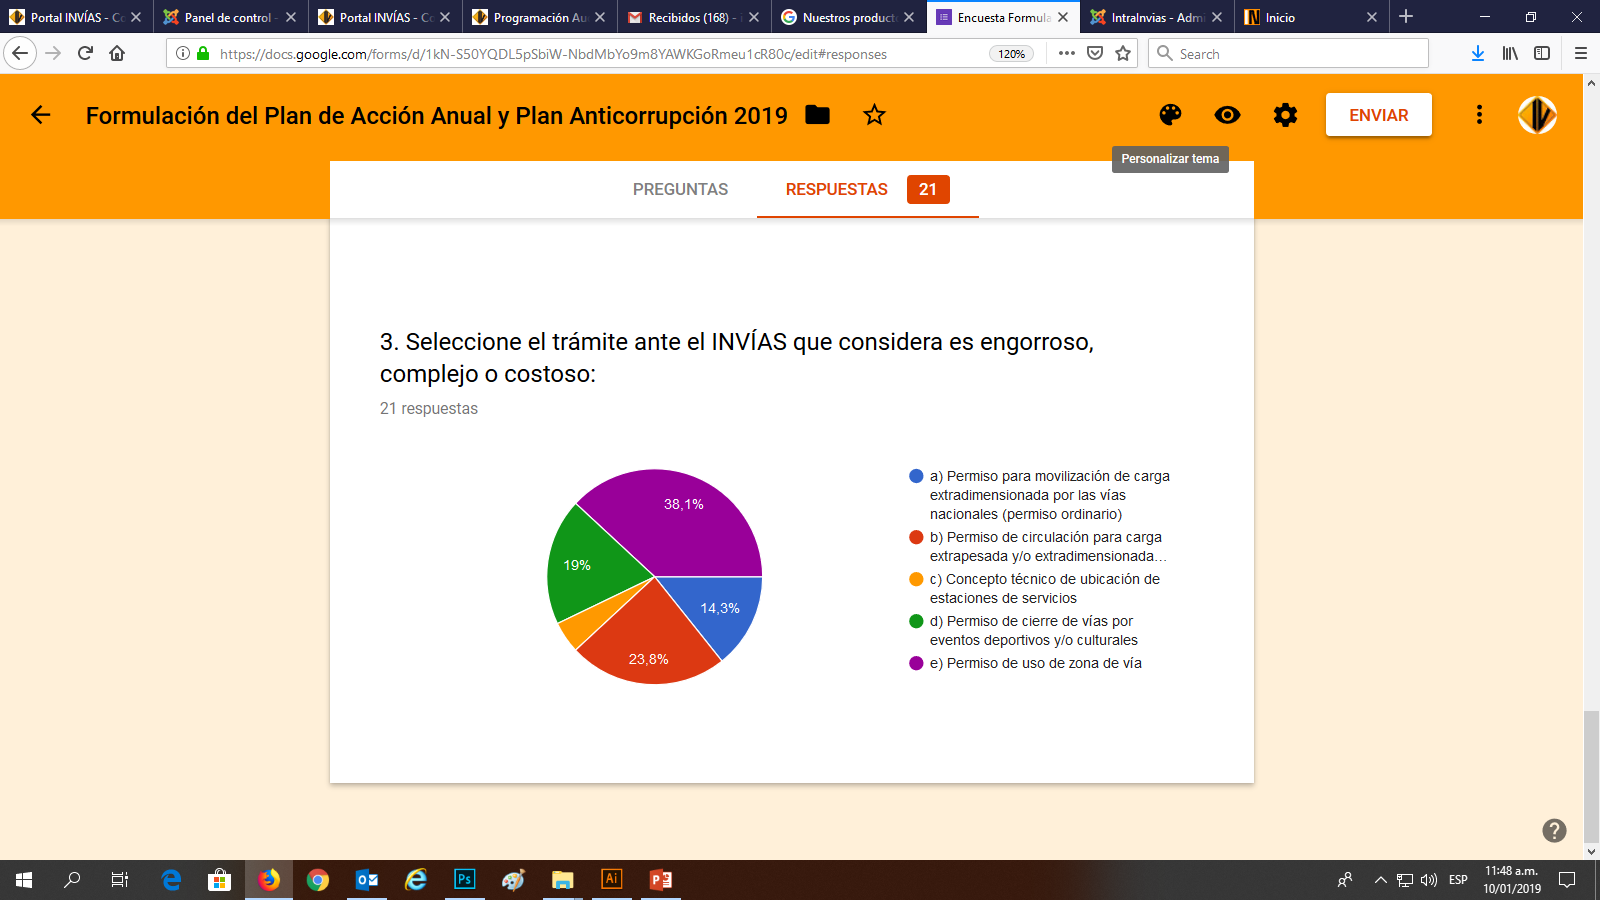 Portal INVÍAS - Co
Panel de control -
Portal INVÍAS - Co
Programación Au
Recibidos (168) -
Nuestros product
Encuesta Formula
IntraInvias - Admi
Inicio
https://docs.google.com/forms/d/1kN-S50YQDL5pSbiW-NbdMbYo9m8YAWKGoRmeu1cR80c/edit#responses
120%
Search
Formulación del Plan de Acción Anual y Plan Anticorrupción 2019
ENVIAR
Personalizar tema
PREGUNTAS
RESPUESTAS 21
3. Seleccione el trámite ante el INVÍAS que considera es engorroso,
complejo o costoso:
21 respuestas
38,1%
19%
14,3%
23,8%
a) Permiso para movilización de carga
extradimensionada por las vías
nacionales (permiso ordinario)
b) Permiso de circulación para carga
extrapesada y/o extradimensionada…
c) Concepto técnico de ubicación de
estaciones de servicios
d) Permiso de cierre de vías por
eventos deportivos y/o culturales
e) Permiso de uso de zona de vía
Ps
Ai
ESP
11:48 a.m.
10/01/2019